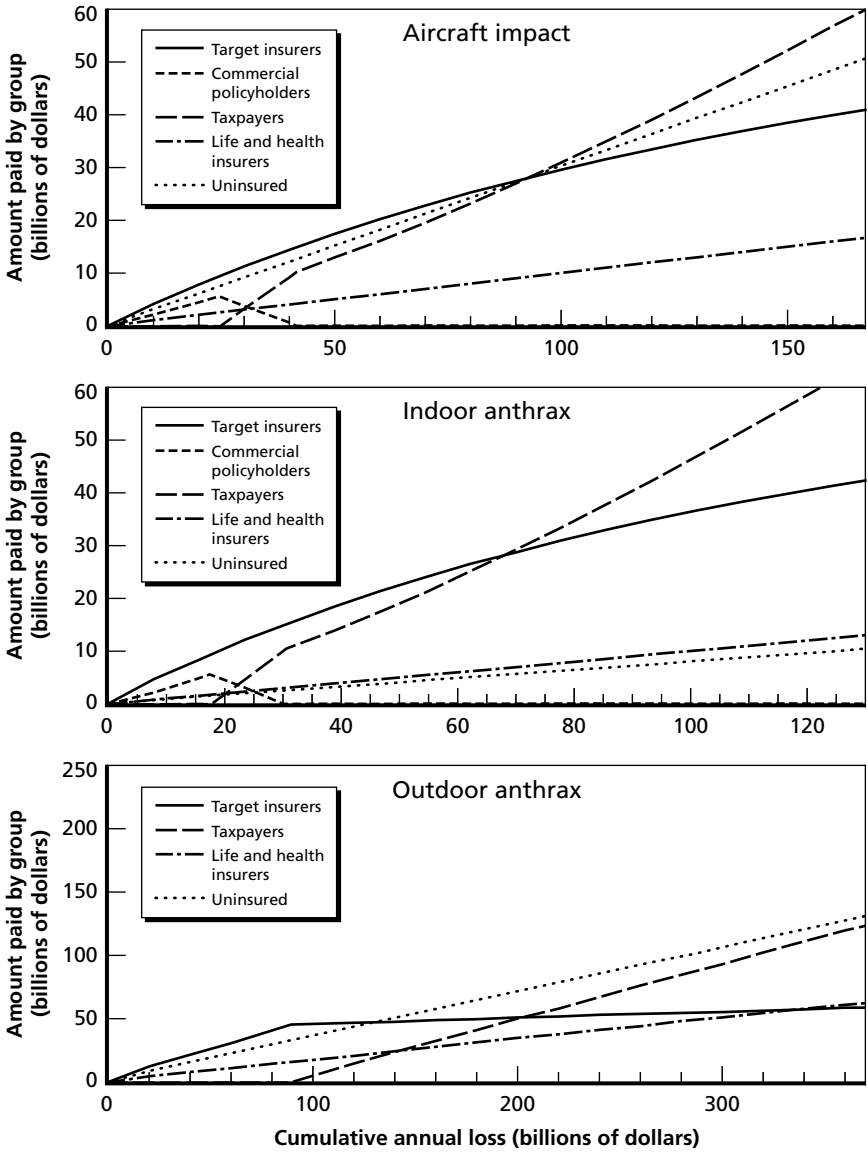 Amount paid by group
(billions of dollars)
60
50
40
30
20
10
0
Aircraft impact
Target insurers
Commercial
policyholders
Taxpayers
Life and health
insurers
Uninsured
0
50
100
150
Amount paid by group
(billions of dollars)
60
50
40
30
20
10
0
Indoor anthrax
Target insurers
Commercial
policyholders
Taxpayers
Life and health
insurers
Uninsured
0
20
40
60
80
100
120
Amount paid by group
(billions of dollars)
250
200
150
100
50
0
Outdoor anthrax
Target insurers
Taxpayers
Life and health
insurers
Uninsured
0
100
200
300
Cumulative annual loss (billions of dollars)